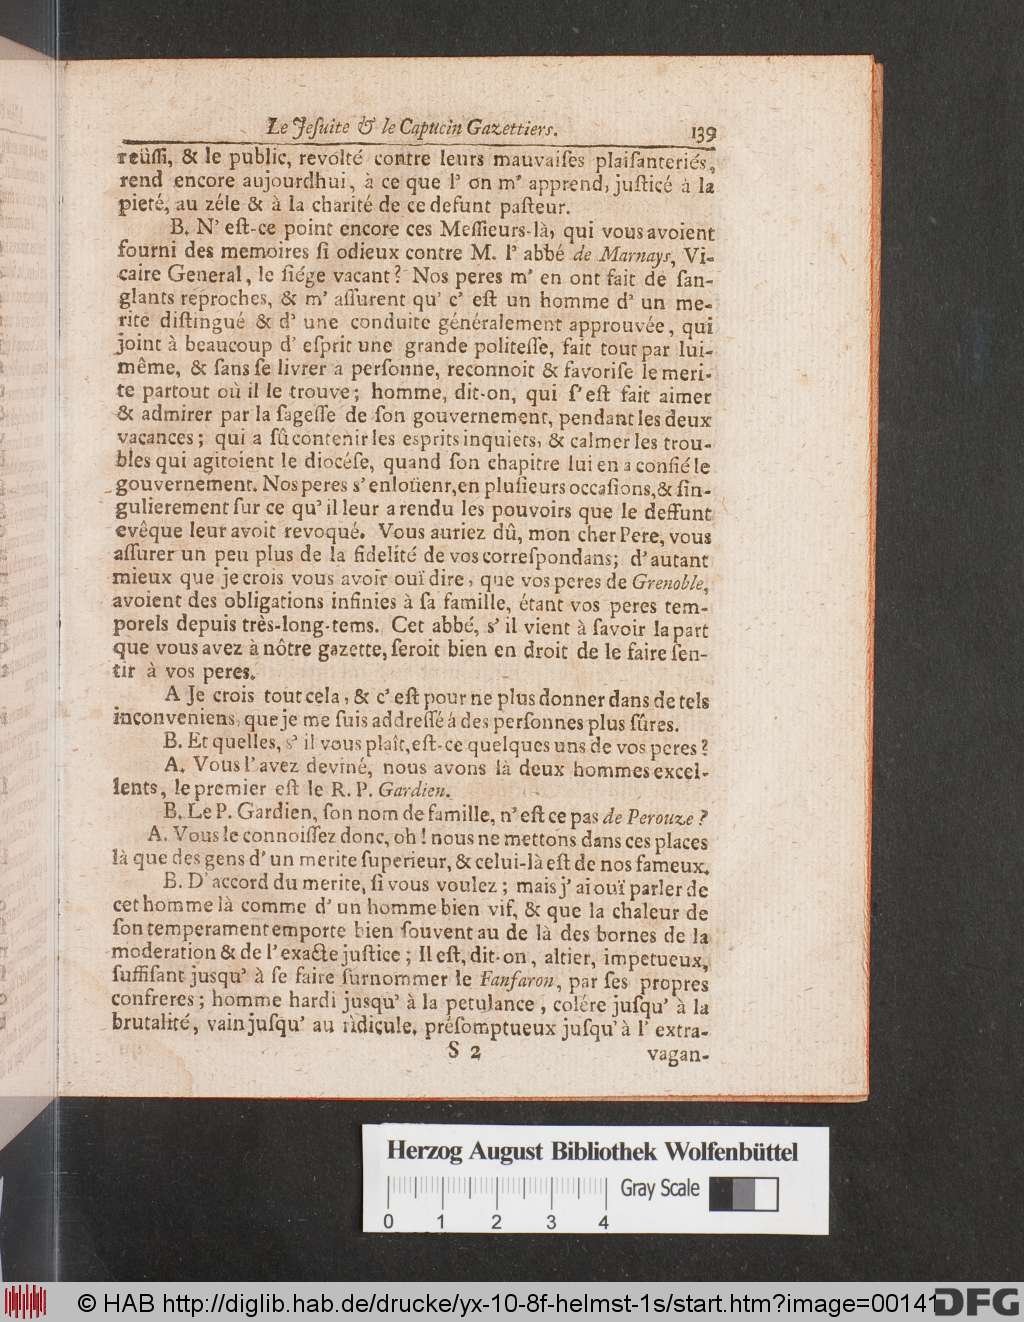 Le Jeſuite & le Capucin Gazettiers. 139
reüſſi, & le public, revolté contre leurs mauvaiſes plaiſanteriés,
rend encore aujourdhui, à ce que l' on m' apprend, juſticé à la
pieté, au zéle & à la charité de ce defunt paſteur.
B. N' eſt-ce point encore ces Meſſieurs-là, qui vous avoient
fourni des memoires ſi odieux contre M. l' abbé de Marnays, Vi-
caire General, le ſiége vacant? Nos peres m' en ont fait de ſan-
glants reproches, & m' aſſurent qu' c' eſt un homme d' un me-
rite diſtingué & d' une conduite généralement approuvée, qui
joint à beaucoup d' eſprit une grande politeſſe, fait tout par lui-
même, & ſans ſe livrer a perſonne, reconnoit & favoriſe le meri-
te partout où il le trouve; homme, dit-on, qui ſ' eſt fait aimer
& admirer par la ſageſſe de ſon gouvernement, pendant les deux
vacances; qui a ſû contenir les esprits inquiets, & calmer les trou-
bles qui agitoient le diocéſe, quand ſon chapitre lui en a confié le
gouvernement. Nos peres s' enloüenr, en pluſieurs occaſions, & ſin-
gulierement ſur ce qu' il leur a rendu les pouvoirs que le deffunt
evêque leur avoit revoqué. Vous auriez dû, mon cher Pere, vous
aſſurer un peu plus de la fidelité de vos correſpondans; d' autant
mieux que je crois vous avoir ouï dire, que vos peres de Grenoble,
avoient des obligations infinies à ſa famille, étant vos peres tem-
porels depuis très-long-tems. Cet abbé, s' il vient à ſavoir la part
que vous avez à nôtre gazette, ſeroit bien en droit de le faire ſen-
tir à vos peres.
A Je crois tout cela, & c' eſt pour ne plus donner dans de tels
inconveniens, que je me ſuis addreſſé á des perſonnes plus ſûres.
B. Et quelles, s' il vous plaît, eſt-ce quelques uns de vos peres?
A. Vous l' avez deviné, nous avons là deux hommes excel-
lents, le premier eſt le R. P. Gardien.
B. Le P. Gardien, ſon nom de famille, n' eſt ce pas de Perouze?
A. Vous le connoiſſez donc, oh! nous ne mettons dans ces places
là que des gens d' un merite ſuperieur, & celui-là eſt de nos fameux.
B. D' accord du merite, ſi vous voulez; mais j' ai ouï parler de
cet homme là comme d' un homme bien vif, & que la chaleur de
ſon temperament emporte bien ſouvent au de là des bornes de la
moderation & de l' exacte juſtice; Il eſt, dit-on, altier, impetueux,
ſuffiſant jusqu' à ſe faire ſurnommer le Fanfaron, par ſes propres
confreres; homme hardi jusqu' à la petulance, colére juſqu' à la
brutalité, vain juſqu' au ridicule, préſomptueux juſqu' à l' extra-
S 2 vagan-
Herzog August Bibliothek Wolfenbüttel
0 1 2 3 4 Gray Scale
© HAB http://diglib.hab.de/drucke/yx-10-8f-helmst-1s/start.htm?image=00141 DFG